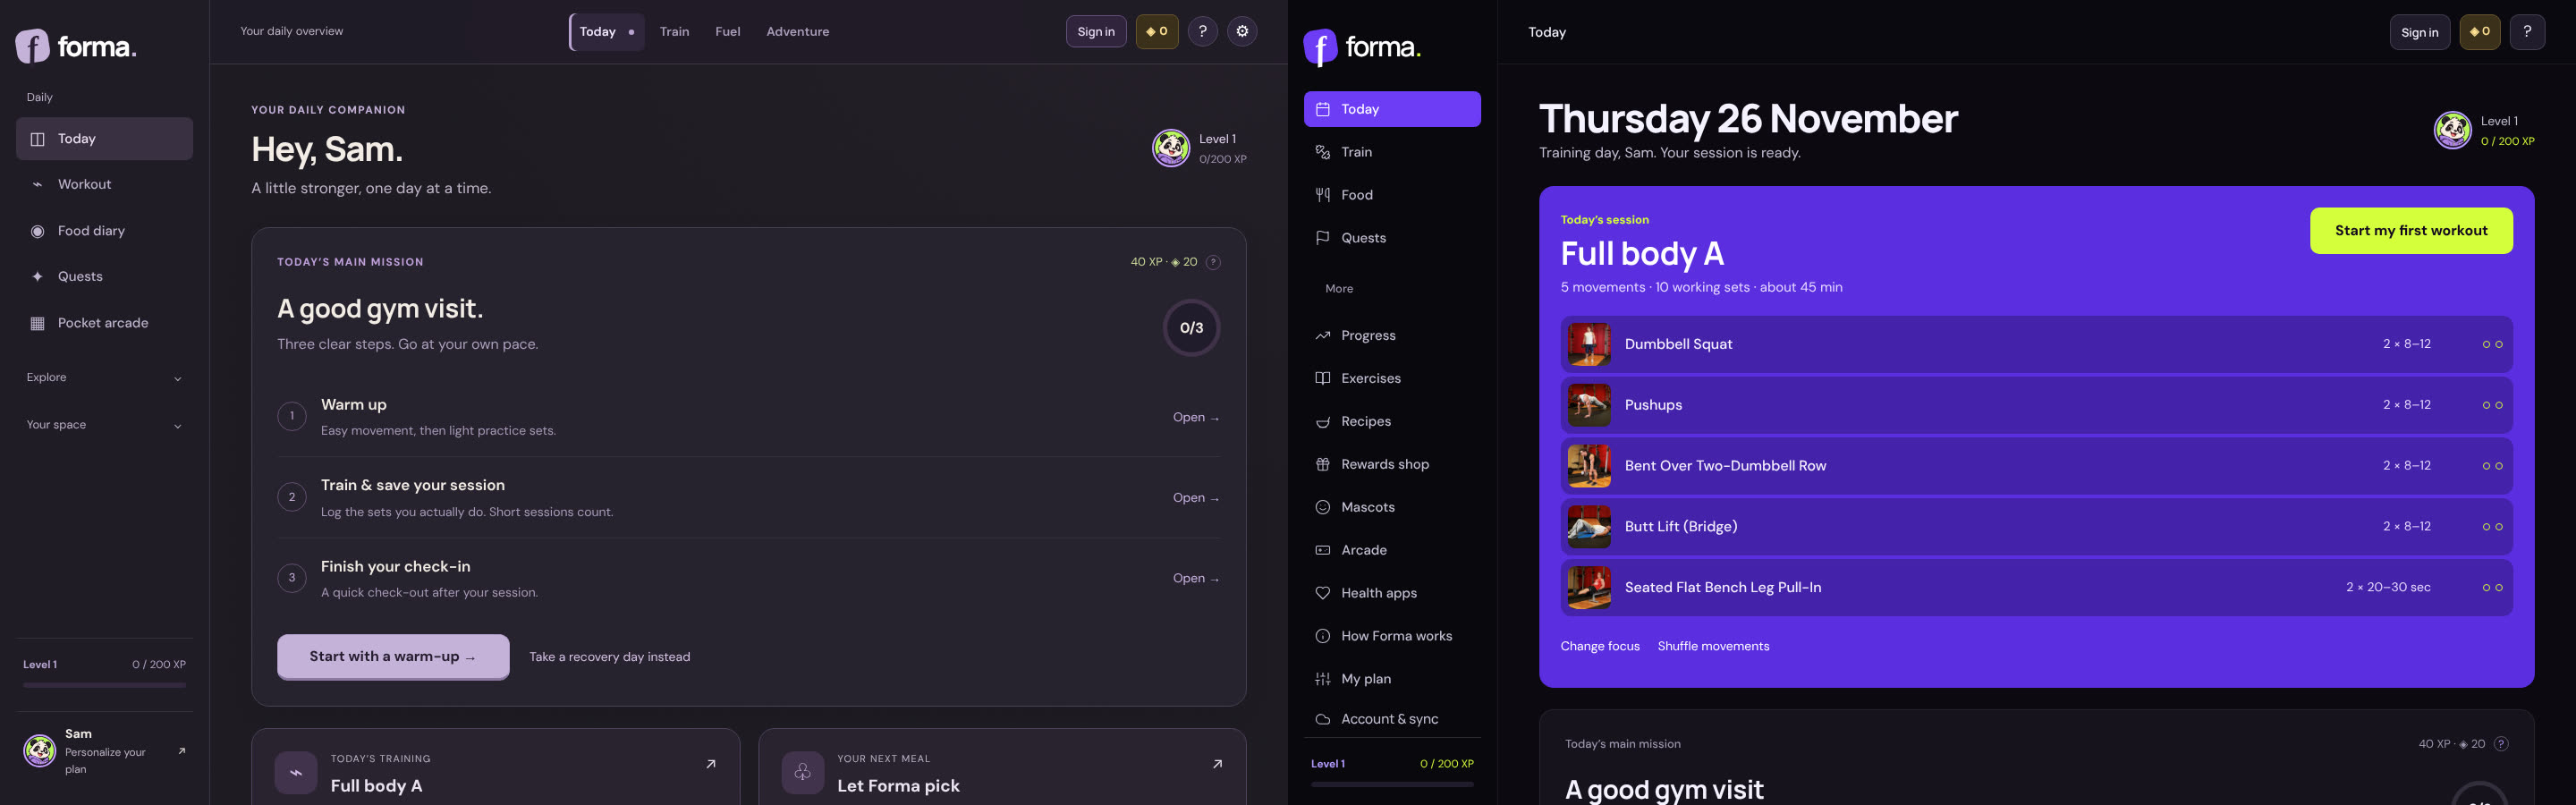 forma.
Daily
Today
Workout
Food diary
Quests
Pocket arcade
Explore
Your space
Level 1
0 / 200 XP
Sam
Personalize your
plan
Your daily overview
Today
Train
Fuel
Adventure
Sign in
◈ 0
?
YOUR DAILY COMPANION
Hey, Sam.
A little stronger, one day at a time.
Level 1
0/200 XP
TODAY'S MAIN MISSION
40 XP · ◈ 20
?
A good gym visit.
Three clear steps. Go at your own pace.
0/3
1
Warm up
Easy movement, then light practice sets.
Open →
2
Train & save your session
Log the sets you actually do. Short sessions count.
Open →
3
Finish your check-in
A quick check-out after your session.
Open →
Start with a warm-up →
Take a recovery day instead
TODAY'S TRAINING
Full body A
YOUR NEXT MEAL
Let Forma pick
forma.
Today
Train
Food
Quests
More
Progress
Exercises
Recipes
Rewards shop
Mascots
Arcade
Health apps
How Forma works
My plan
Account & sync
Level 1
0 / 200 XP
Today
Sign in
◈ 0
?
Thursday 26 November
Training day, Sam. Your session is ready.
Level 1
0 / 200 XP
Today's session
Full body A
5 movements · 10 working sets · about 45 min
Start my first workout
Dumbbell Squat
2 × 8–12
Pushups
2 × 8–12
Bent Over Two-Dumbbell Row
2 × 8–12
Butt Lift (Bridge)
2 × 8–12
Seated Flat Bench Leg Pull-In
2 × 20–30 sec
Change focus
Shuffle movements
Today's main mission
40 XP · ◈ 20
?
A good gym visit